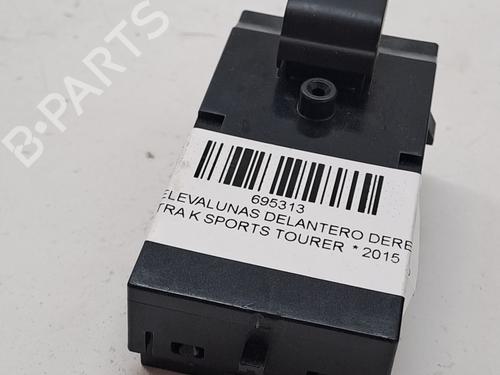 B-PARTS
695313
ELEVALUNAS DELANTERO DERE
TRA K SPORTS TOURER * 2015